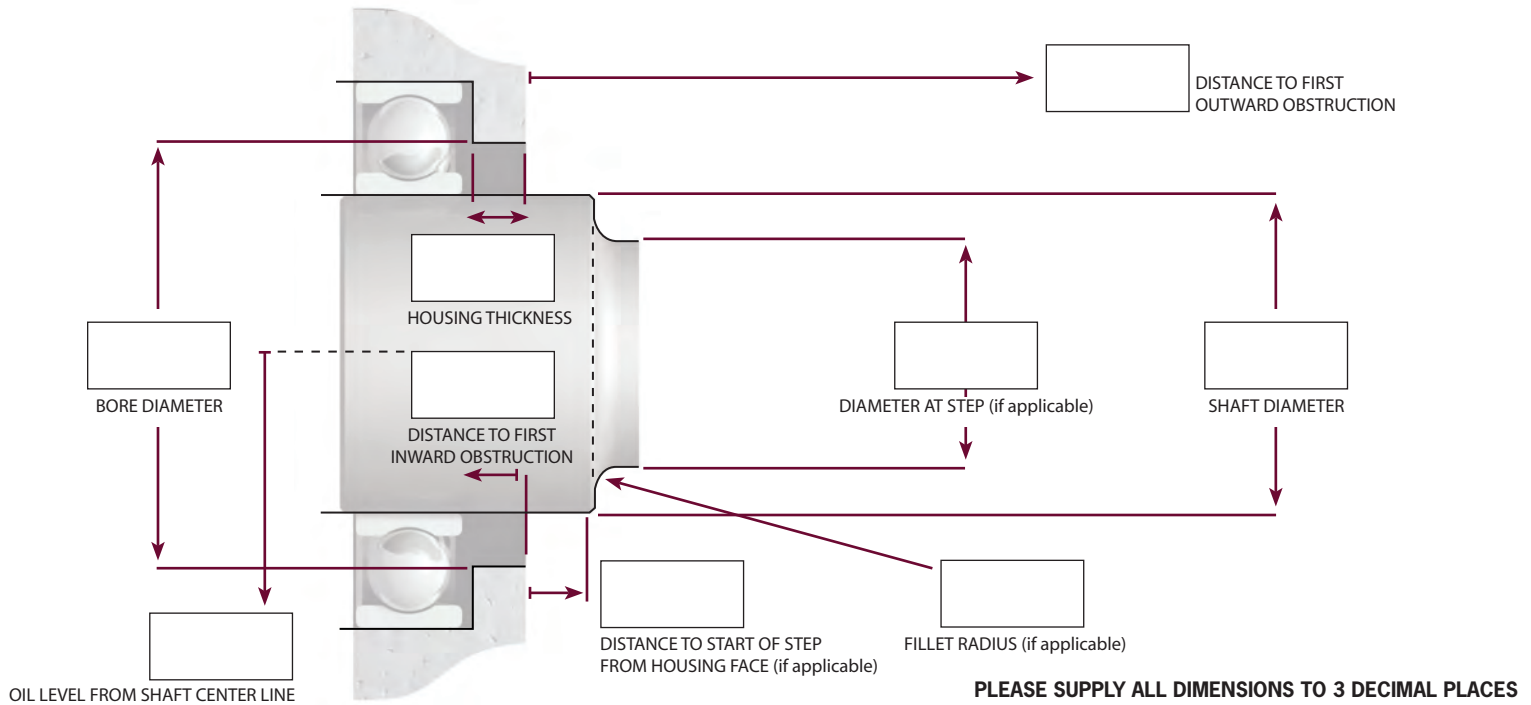 DISTANCE TO FIRST
OUTWARD OBSTRUCTION
HOUSING THICKNESS
BORE DIAMETER
DIAMETER AT STEP (if applicable)
SHAFT DIAMETER
DISTANCE TO FIRST
INWARD OBSTRUCTION
DISTANCE TO START OF STEP
FROM HOUSING FACE (if applicable)
FILLET RADIUS (if applicable)
OIL LEVEL FROM SHAFT CENTER LINE
PLEASE SUPPLY ALL DIMENSIONS TO 3 DECIMAL PLACES